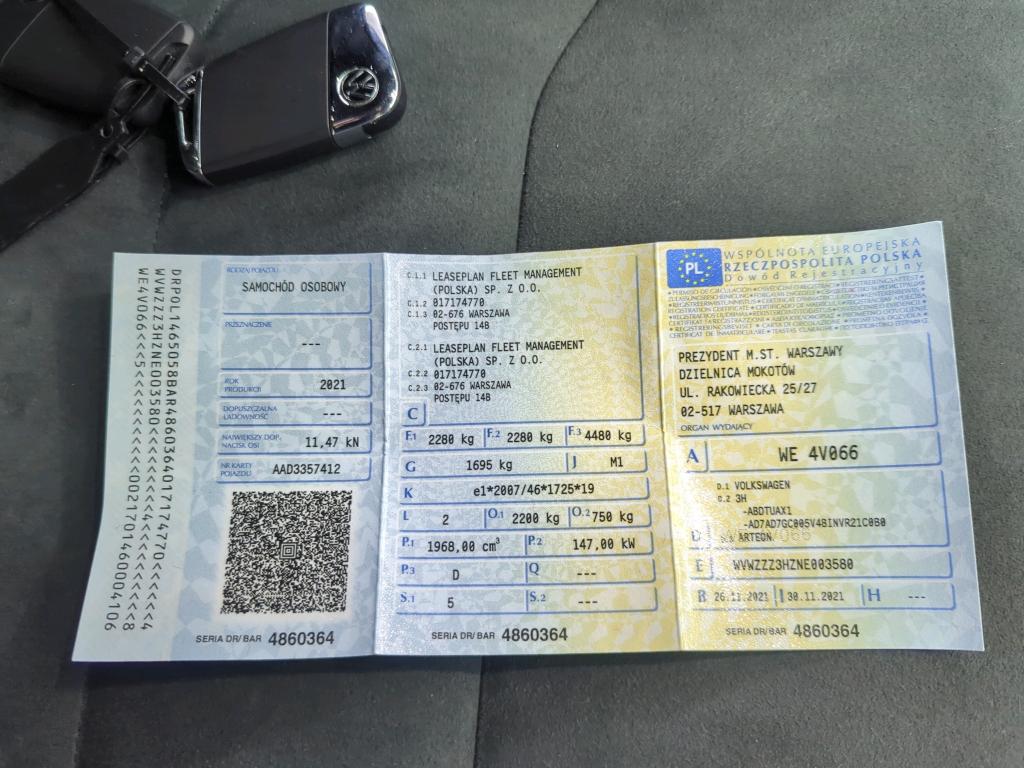 DRPOL1465058BAR4860364017174770<<<<<4
WVWZZZ3HZNE003580<<<<<<<<<<<4<<<<<<<8
WE4V066<<<5<<<<<<<0021701460004106
RODZAJ POJAZDU
SAMOCHÓD OSOBOWY
PRZEZNACZENIE
---
ROK
PRODUKCJI
2021
DOPUSZCZALNA
ŁADOWNOŚĆ
---
NAJWIĘKSZY DOP.
NACISK OSI
11,47 kN
NR KARTY
POJAZDU
AAD3357412
SERIA DR/BAR 4860364
C.1.1 LEASEPLAN FLEET MANAGEMENT
(POLSKA) SP. Z O.O.
C.1.2 017174770
C.1.3 02-676 WARSZAWA
POSTĘPU 14B
C.2.1 LEASEPLAN FLEET MANAGEMENT
(POLSKA) SP. Z O.O.
C.2.2 017174770
C.2.3 02-676 WARSZAWA
POSTĘPU 14B
C
F.1 2280 kg F.2 2280 kg F.3 4480 kg
G 1695 kg J M1
K e1*2007/46*1725*19
L 2 O.1 2200 kg O.2 750 kg
P.1 1968,00 cm³ P.2 147,00 kW
P.3 D Q ---
S.1 5 S.2 ---
SERIA DR/BAR 4860364
PL
WSPÓLNOTA EUROPEJSKA
RZECZPOSPOLITA POLSKA
Dowód Rejestracyjny
PREZYDENT M.ST. WARSZAWY
DZIELNICA MOKOTÓW
UL. RAKOWIECKA 25/27
02-517 WARSZAWA
ORGAN WYDAJĄCY
A WE 4V066
D.1 VOLKSWAGEN
D.2 3H
-ABDTUAX1
-AD7AD7GC005V48INVR21C0B0
D D.3 ARTEON
E WVWZZZ3HZNE003580
B 26.11.2021 I 30.11.2021 H ---
SERIA DR/BAR 4860364